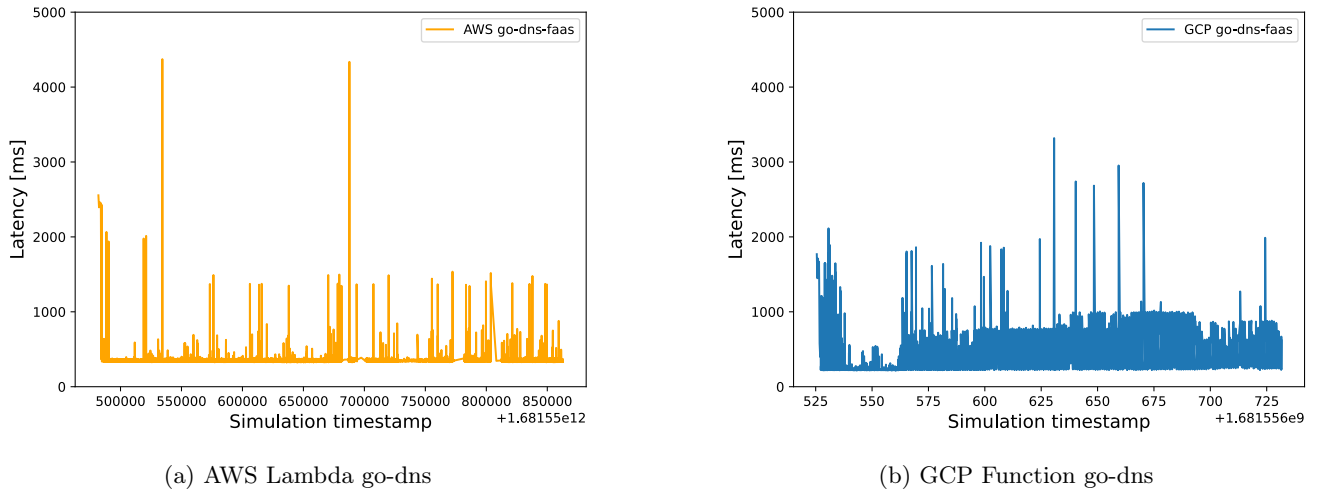 5000
4000
3000
2000
1000
0
Latency [ms]
AWS go-dns-faas
500000 550000 600000 650000 700000 750000 800000 850000
+1.68155e12
Simulation timestamp
(a) AWS Lambda go-dns
5000
4000
3000
2000
1000
0
Latency [ms]
GCP go-dns-faas
525 550 575 600 625 650 675 700 725
+1.681556e9
Simulation timestamp
(b) GCP Function go-dns